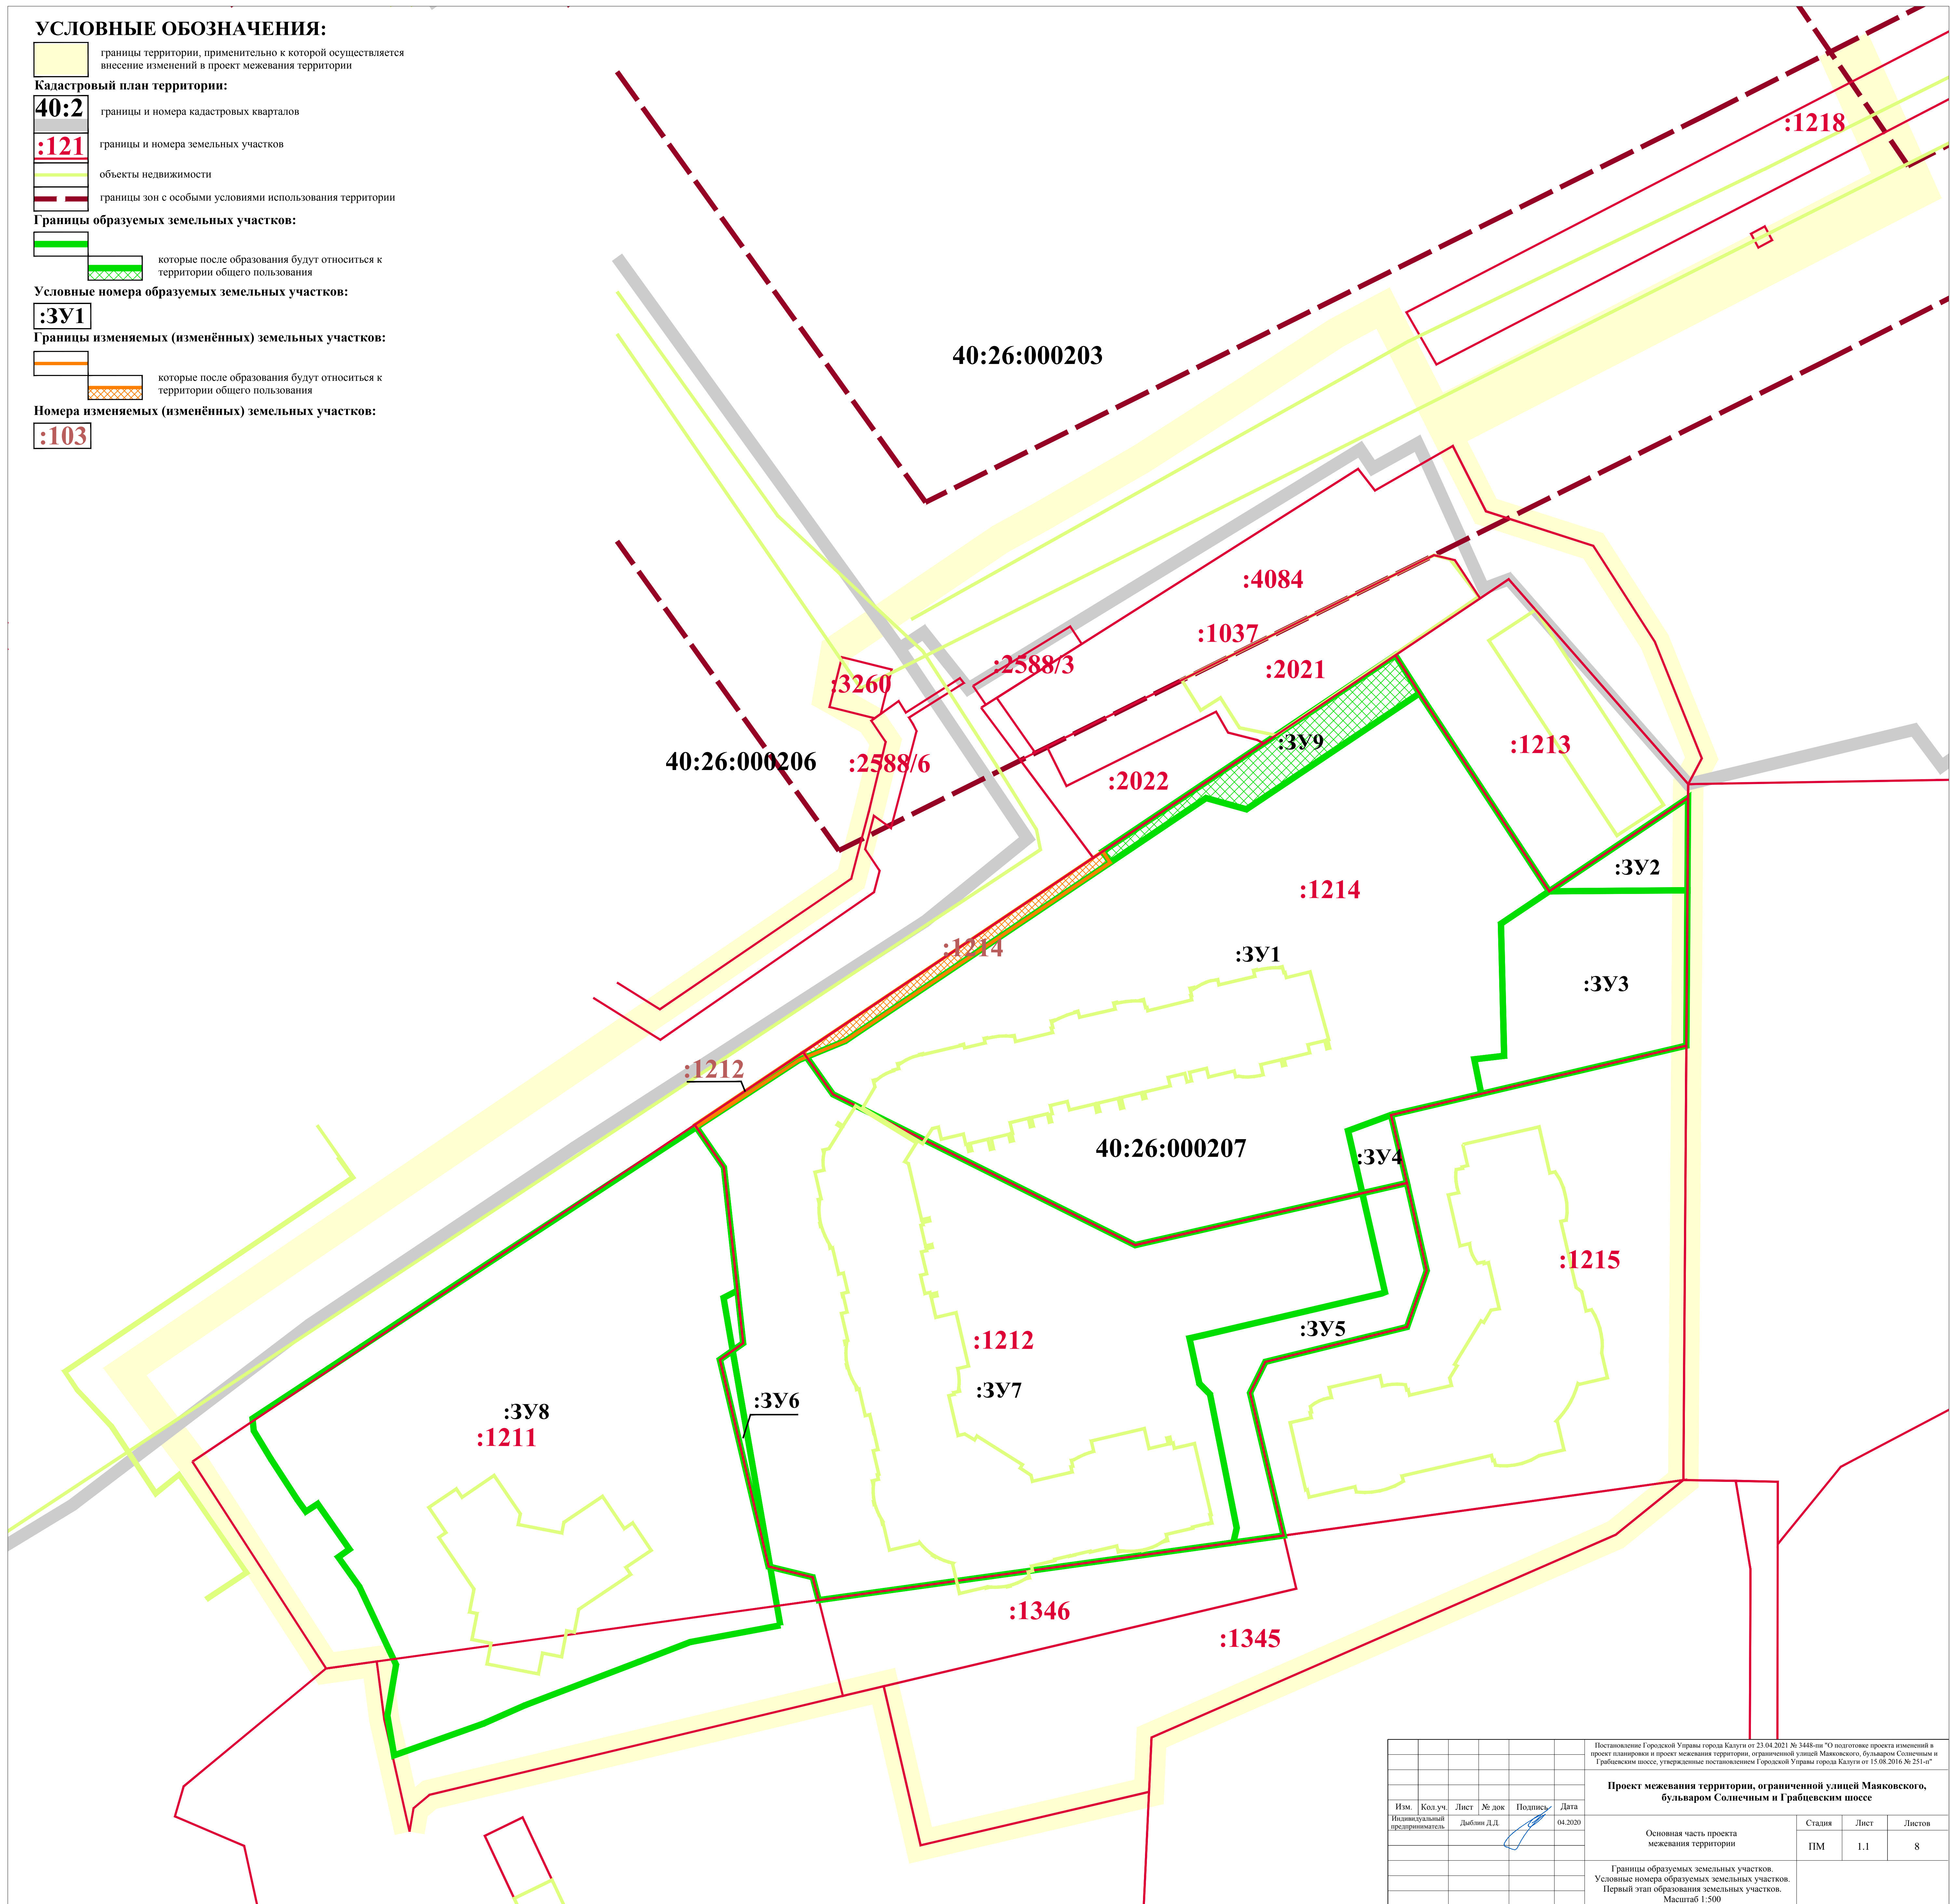 УСЛОВНЫЕ ОБОЗНАЧЕНИЯ:
границы территории, применительно к которой осуществляется
внесение изменений в проект межевания территории
Кадастровый план территории:
40:2
границы и номера кадастровых кварталов
:121
границы и номера земельных участков
объекты недвижимости
границы зон с особыми условиями использования территории
Границы образуемых земельных участков:
которые после образования будут относиться к
территории общего пользования
Условные номера образуемых земельных участков:
:ЗУ1
Границы изменяемых (изменённых) земельных участков:
которые после образования будут относиться к
территории общего пользования
Номера изменяемых (изменённых) земельных участков:
:103
:1218
40:26:000203
:4084
:1037
:2588/3
:2021
:3260
:ЗУ9
:1213
40:26:000206
:2588/6
:2022
:ЗУ2
:1214
:1214
:ЗУ1
:ЗУ3
:1212
40:26:000207
:ЗУ4
:1215
:ЗУ5
:1212
:ЗУ7
:ЗУ6
:ЗУ8
:1211
:1346
:1345
Постановление Городской Управы города Калуги от 23.04.2021 № 3448-пи "О подготовке проекта изменений в
проект планировки и проект межевания территории, ограниченной улицей Маяковского, бульваром Солнечным и
Грабцевским шоссе, утвержденные постановлением Городской Управы города Калуги от 15.08.2016 № 251-п"
Проект межевания территории, ограниченной улицей Маяковского,
бульваром Солнечным и Грабцевским шоссе
Изм. Кол.уч. Лист № док Подпись Дата
Индивидуальный
предприниматель
Дыблин Д.Д.
04.2020
Основная часть проекта
межевания территории
Стадия Лист Листов
ПМ 1.1 8
Границы образуемых земельных участков.
Условные номера образуемых земельных участков.
Первый этап образования земельных участков.
Масштаб 1:500